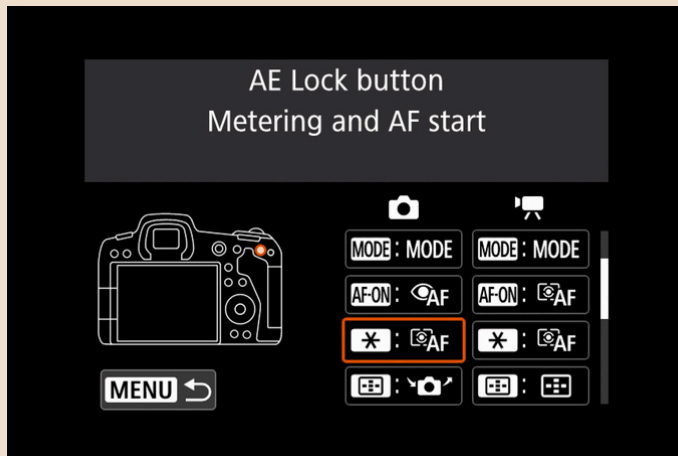 AE Lock button
Metering and AF start
MODE : MODE MODE : MODE
AF-ON : AF AF-ON : AF
* : AF * : AF
MENU